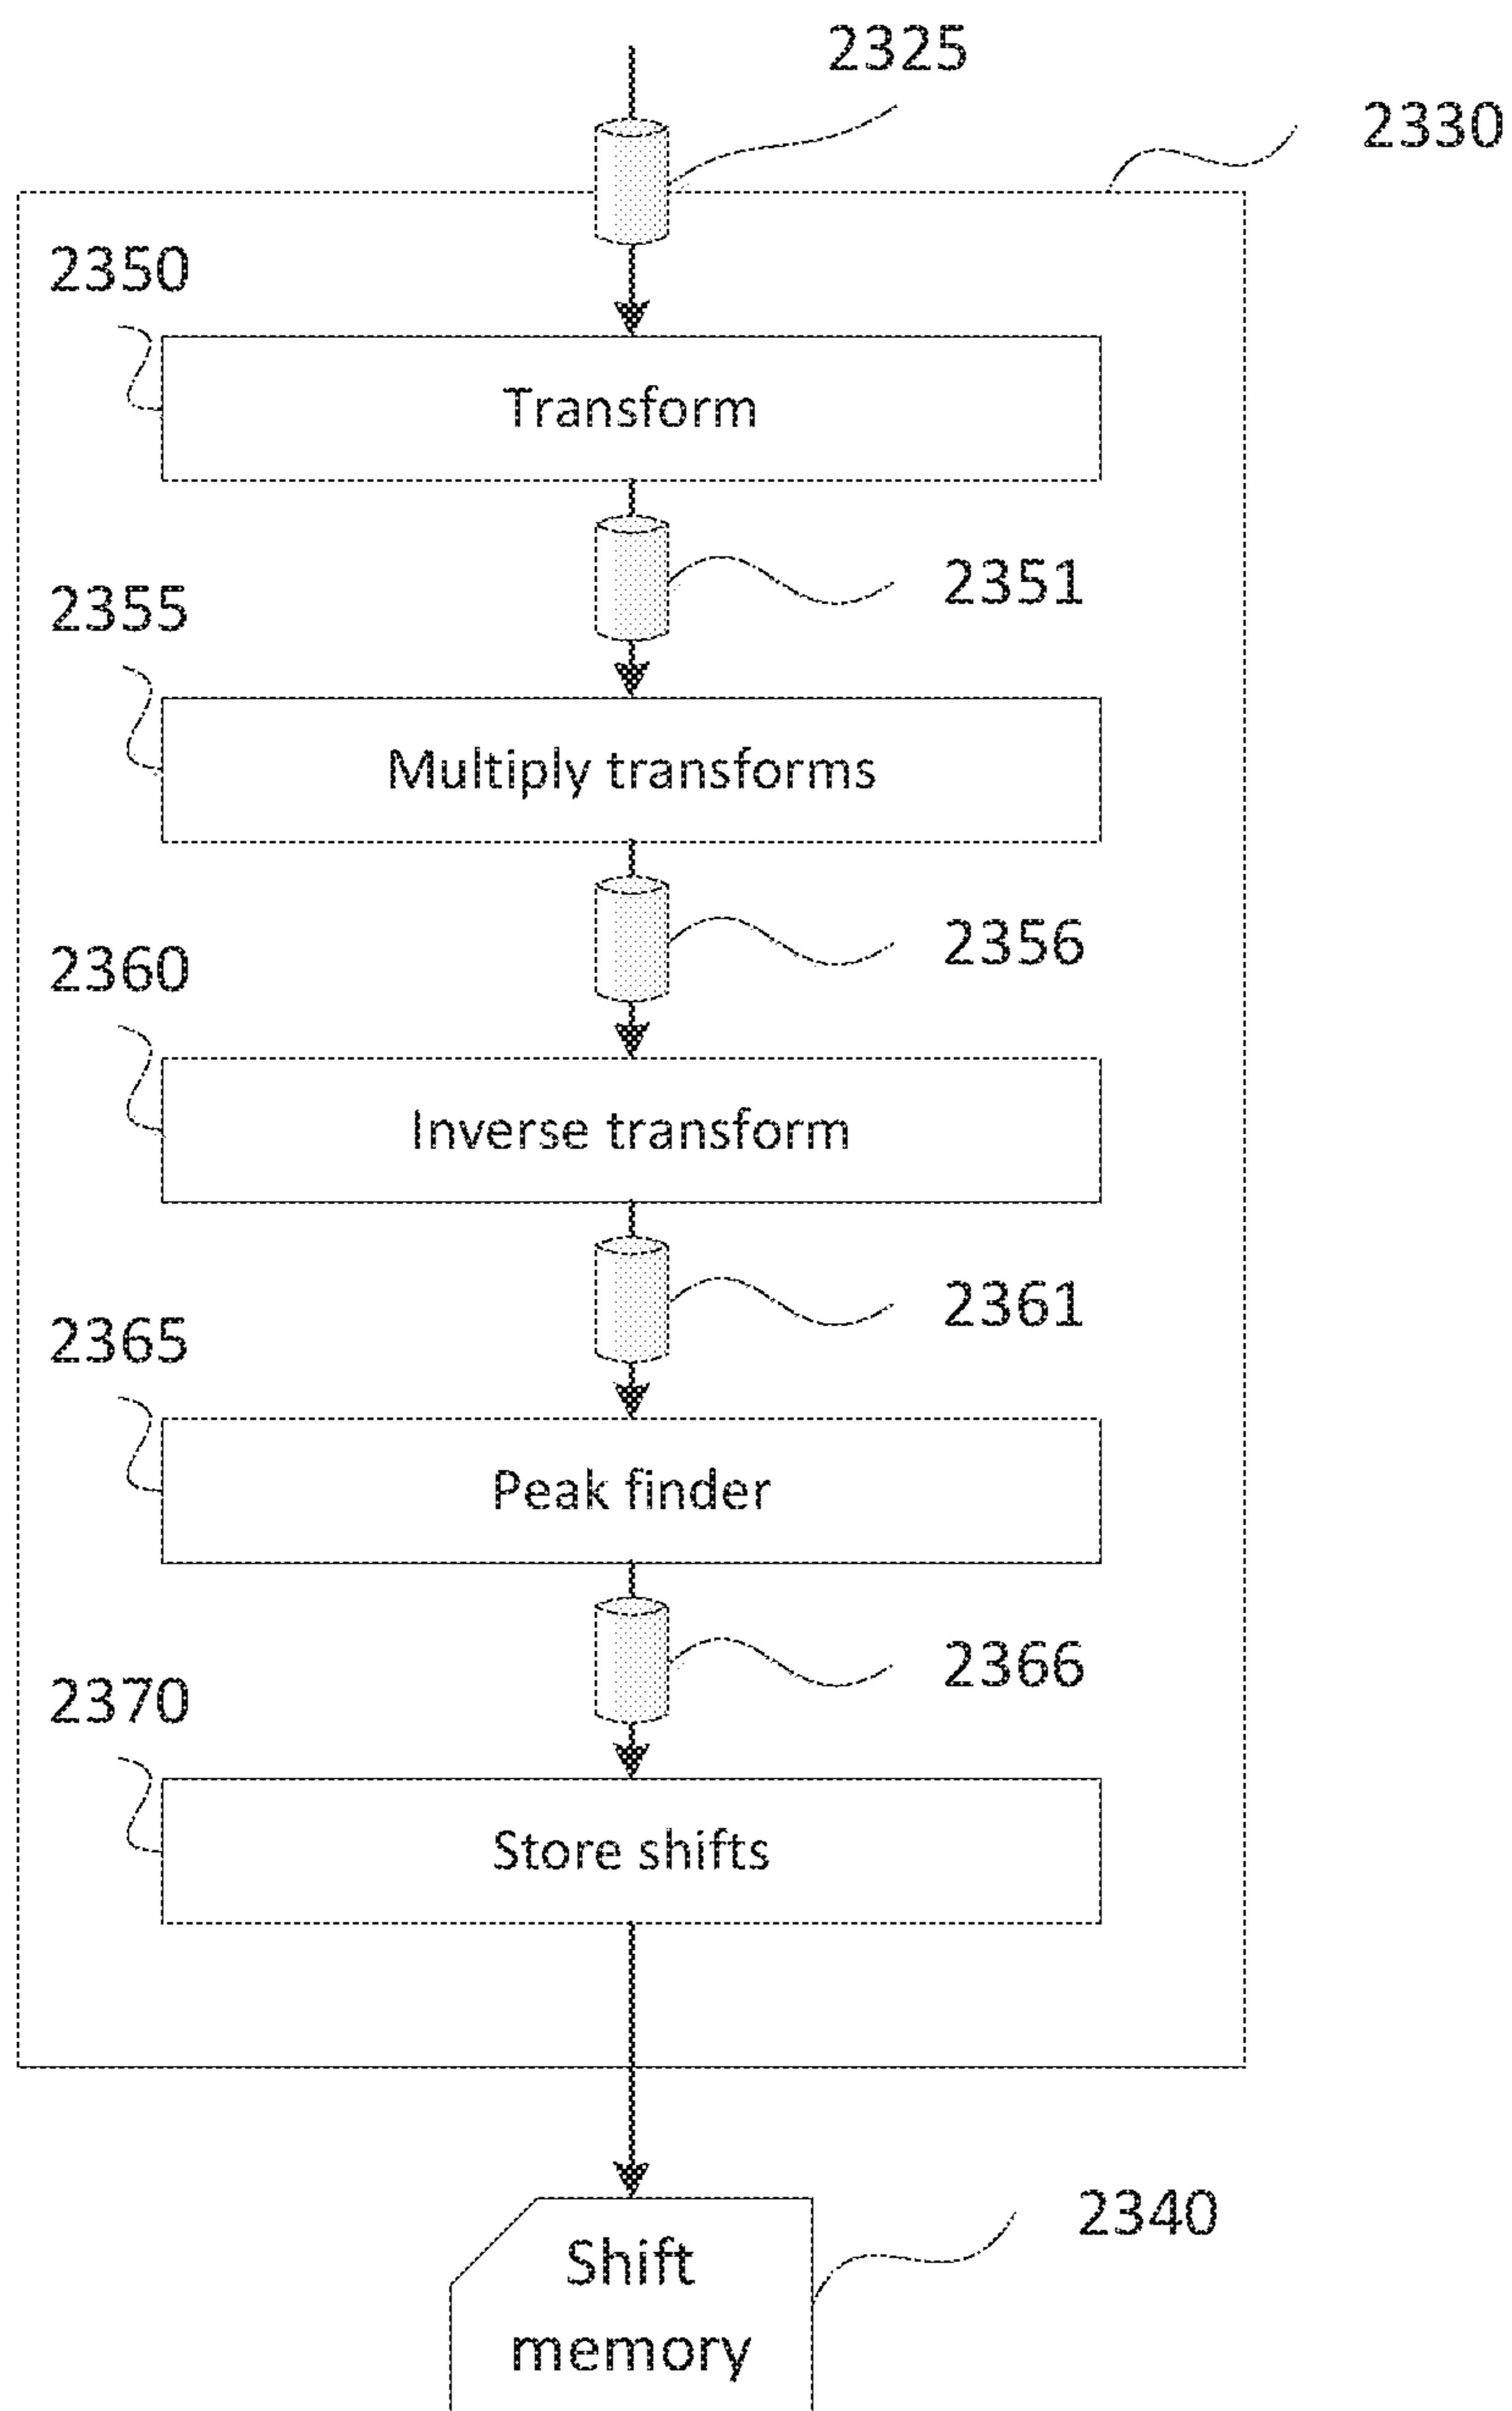 2325
2330
2350
Transform
2351
2355
Multiply transforms
2356
2360
Inverse transform
2361
2365
Peak finder
2366
2370
Store shifts
2340
Shift
memory